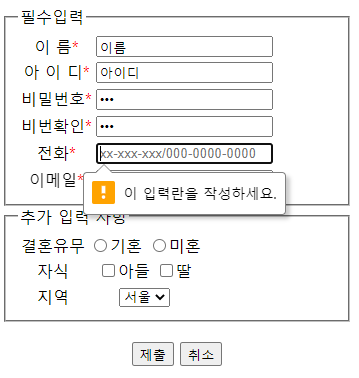 필수입력
이 름* 이름
아 이 디* 아이디
비밀번호* •••
비번확인* •••
전화* xx-xxx-xxx/000-0000-0000
이메일*
이 입력란을 작성하세요.
추가 입력 사항
결혼유무 기혼 미혼
자식 아들 딸
지역 서울
제출 취소